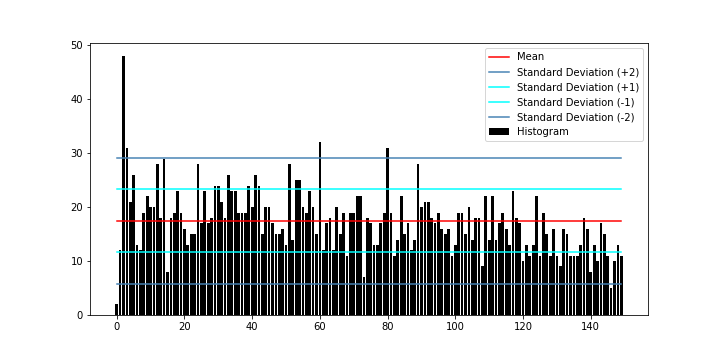 50
40
30
20
10
0
Mean
Standard Deviation (+2)
Standard Deviation (+1)
Standard Deviation (-1)
Standard Deviation (-2)
Histogram
0 20 40 60 80 100 120 140